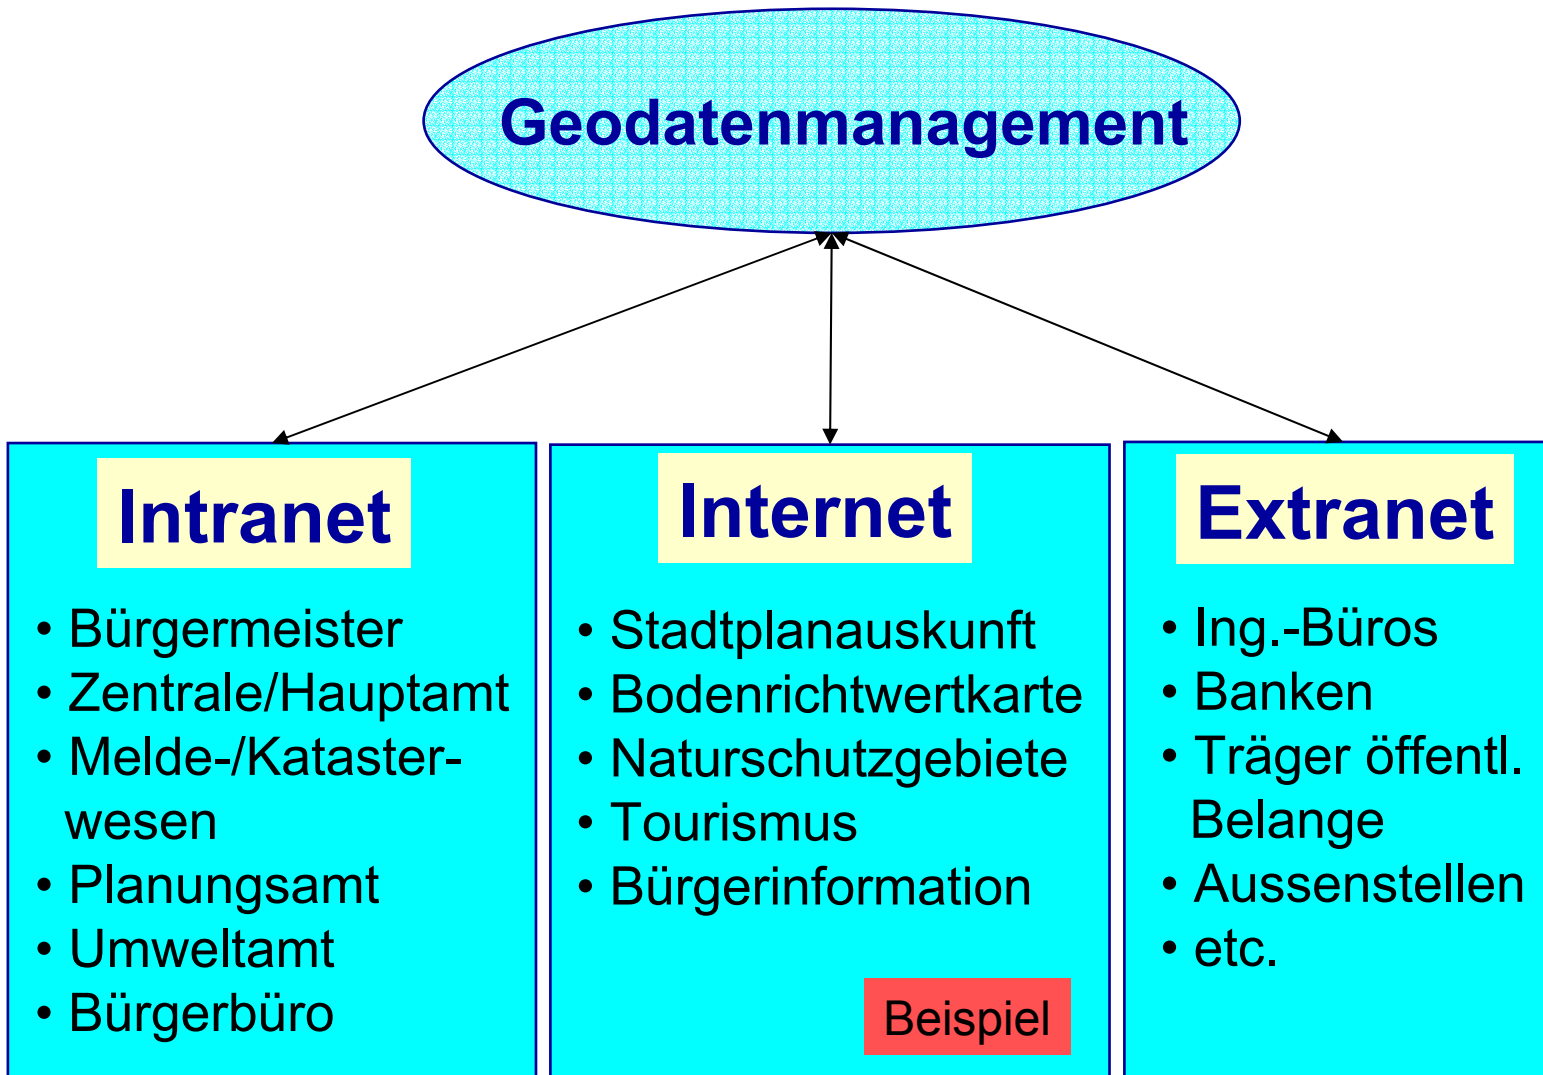 Geodatenmanagement
Intranet
• Bürgermeister
• Zentrale/Hauptamt
• Melde-/Kataster-
wesen
• Planungsamt
• Umweltamt
• Bürgerbüro
Internet
• Stadtplanauskunft
• Bodenrichtwertkarte
• Naturschutzgebiete
• Tourismus
• Bürgerinformation
Beispiel
Extranet
• Ing.-Büros
• Banken
• Träger öffentl.
Belange
• Aussenstellen
• etc.